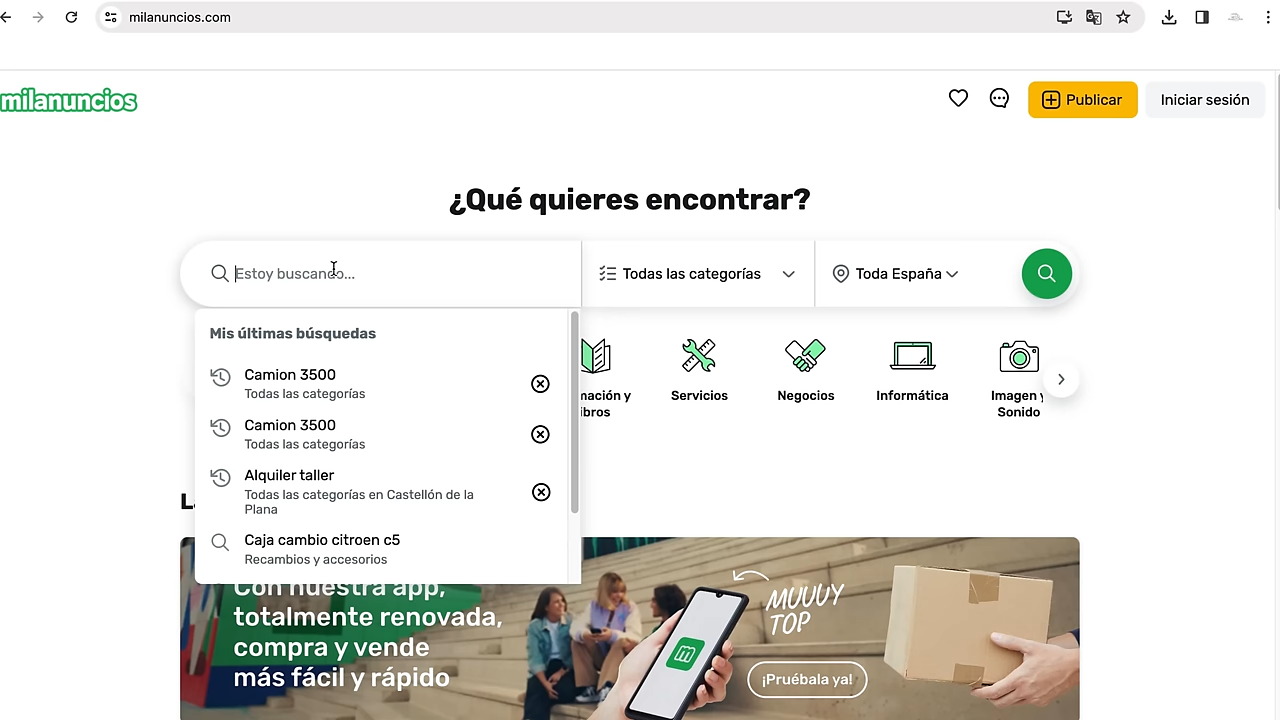 milanuncios.com
milanuncios
Publicar
Iniciar sesión
¿Qué quieres encontrar?
Estoy buscando...
Todas las categorías
Toda España
Mis últimas búsquedas
Camion 3500
Todas las categorías
Camion 3500
Todas las categorías
Alquiler taller
Todas las categorías en Castellón de la
Plana
Caja cambio citroen c5
Recambios y accesorios
Servicios
Negocios
Informática
Imagen y
Sonido
Con nuestra app,
totalmente renovada,
compra y vende
más fácil y rápido
MUUUY
TOP
¡Pruébala ya!